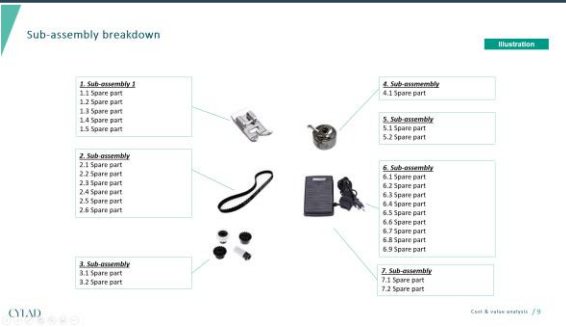 Sub-assembly breakdown
Illustration
1. Sub-assembly 1
1.1 Spare part
1.2 Spare part
1.3 Spare part
1.4 Spare part
1.5 Spare part
2. Sub-assembly
2.1 Spare part
2.2 Spare part
2.3 Spare part
2.4 Spare part
2.5 Spare part
2.6 Spare part
3. Sub-assembly
3.1 Spare part
3.2 Spare part
4. Sub-assmembly
4.1 Spare part
5. Sub-assembly
5.1 Spare part
5.2 Spare part
6. Sub-assembly
6.1 Spare part
6.2 Spare part
6.3 Spare part
6.4 Spare part
6.5 Spare part
6.6 Spare part
6.7 Spare part
6.8 Spare part
6.9 Spare part
7. Sub-assembly
7.1 Spare part
7.2 Spare part
CYLAD
Cost & value analysis / 9